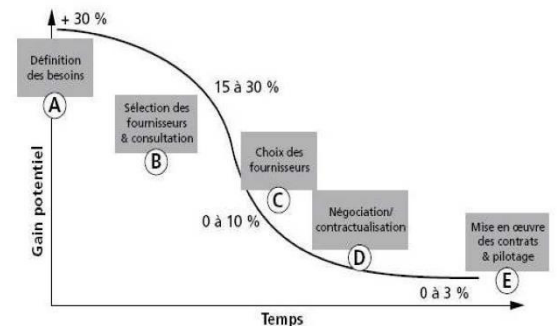 + 30 %
Définition
des besoins
A
15 à 30 %
Sélection des
fournisseurs
& consultation
B
Choix des
fournisseurs
C
0 à 10 %
Négociation/
contractualisation
D
Mise en œuvre
des contrats
& pilotage
E
0 à 3 %
Gain potentiel
Temps